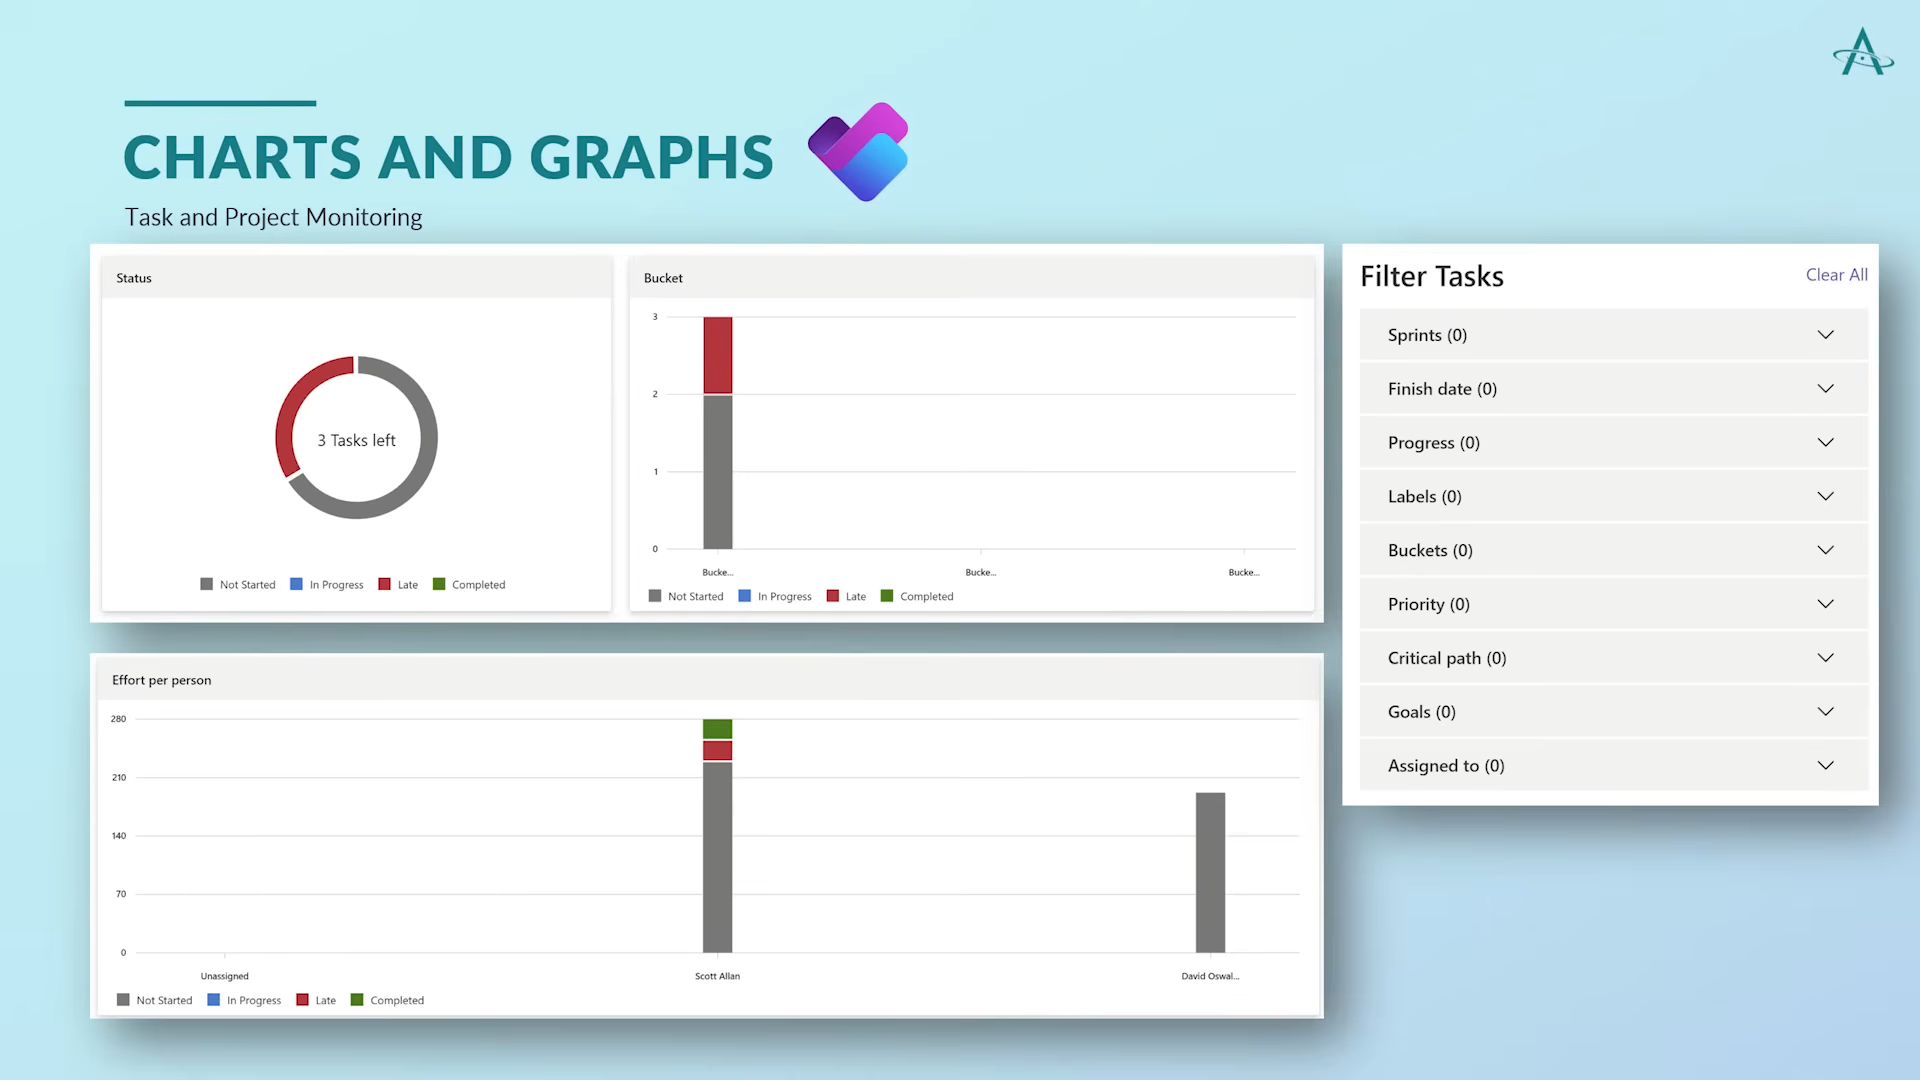 CHARTS AND GRAPHS
Task and Project Monitoring
Status
3 Tasks left
Not Started In Progress Late Completed
Bucket
3
2
1
0
Bucke... Bucke... Bucke...
Not Started In Progress Late Completed
Effort per person
280
210
140
70
0
Unassigned Scott Allan David Oswal...
Not Started In Progress Late Completed
Filter Tasks Clear All
Sprints (0)
Finish date (0)
Progress (0)
Labels (0)
Buckets (0)
Priority (0)
Critical path (0)
Goals (0)
Assigned to (0)